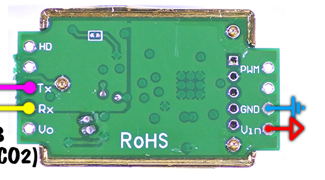 HD
PWM
Tx
Rx
GND
Vo
Vin
RoHS
CO2)